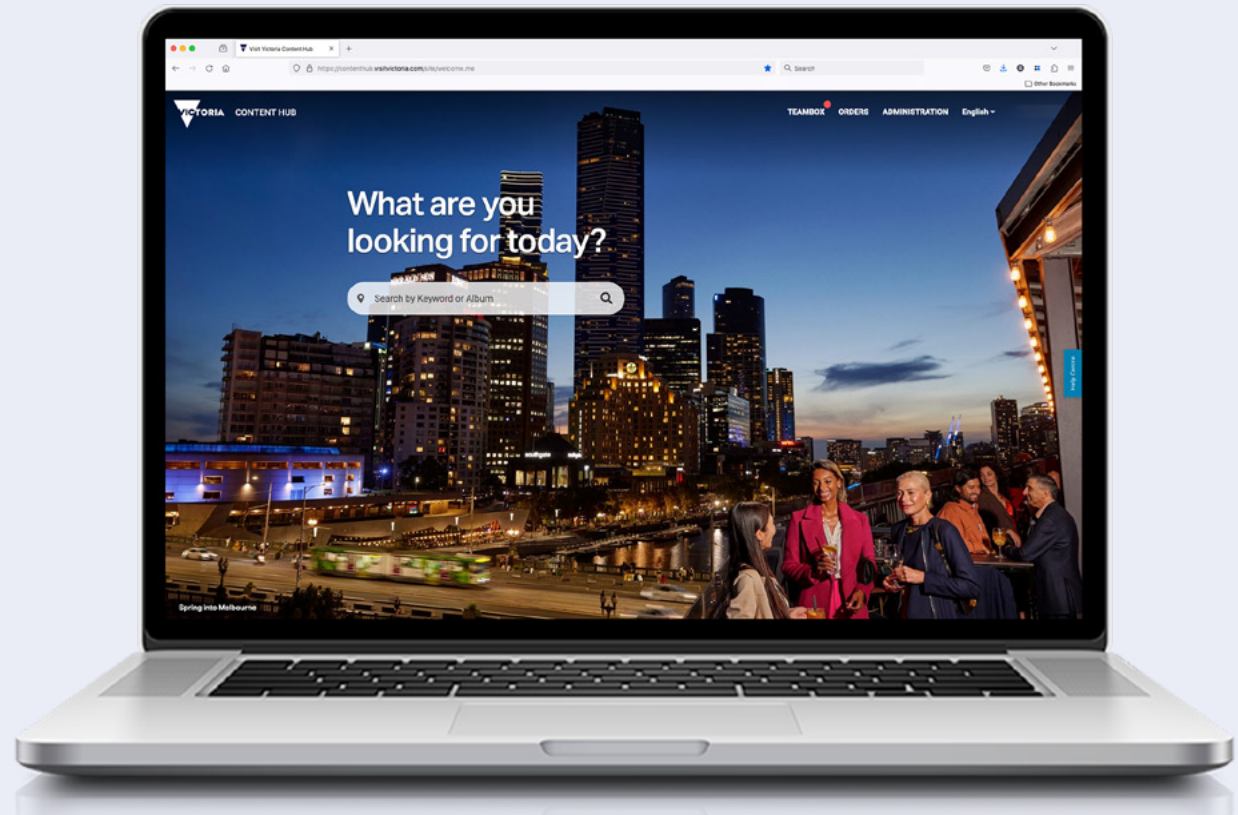 Visit Victoria Content Hub
https://contenthub.visitvictoria.com/site/welcome.me
Search
Other Bookmarks
VICTORIA CONTENT HUB
TEAMBOX ORDERS ADMINISTRATION English
What are you
looking for today?
Search by Keyword or Album
Help Centre
southgate
Spring into Melbourne